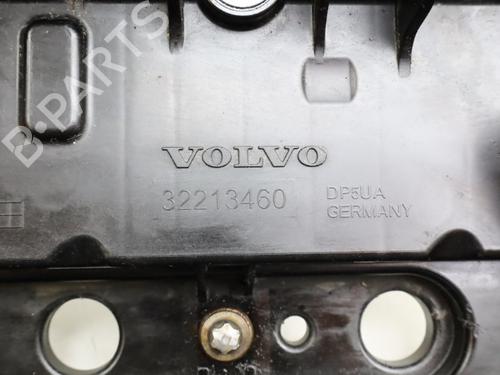 B-PARTS
VOLVO
32213460
DP5UA
GERMANY